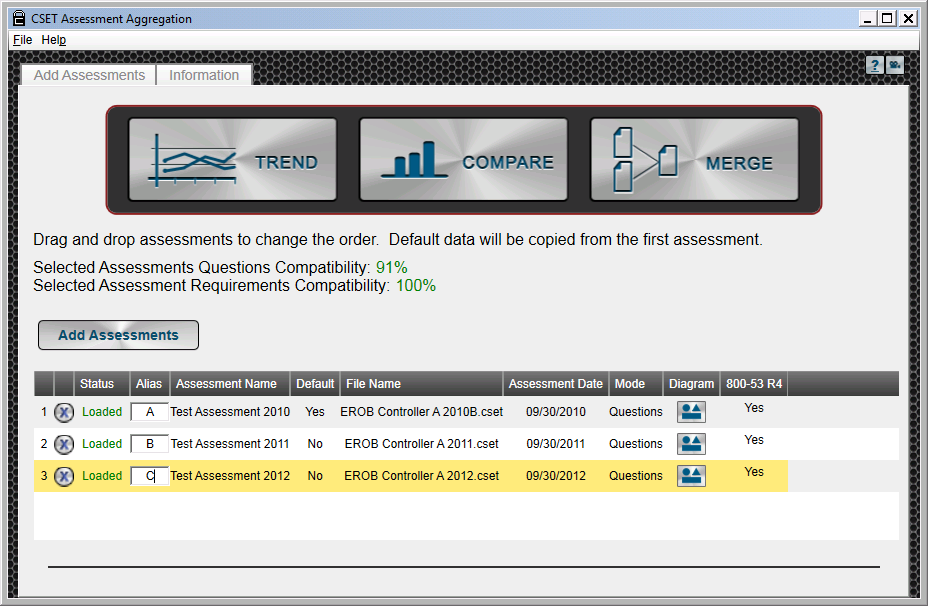 CSET Assessment Aggregation
File Help
Add Assessments Information ?
TREND COMPARE MERGE
Drag and drop assessments to change the order. Default data will be copied from the first assessment.
Selected Assessments Questions Compatibility: 91%
Selected Assessment Requirements Compatibility: 100%
Add Assessments
Status Alias Assessment Name Default File Name Assessment Date Mode Diagram 800-53 R4
1 X Loaded A Test Assessment 2010 Yes EROB Controller A 2010B.cset 09/30/2010 Questions Yes
2 X Loaded B Test Assessment 2011 No EROB Controller A 2011.cset 09/30/2011 Questions Yes
3 X Loaded C Test Assessment 2012 No EROB Controller A 2012.cset 09/30/2012 Questions Yes